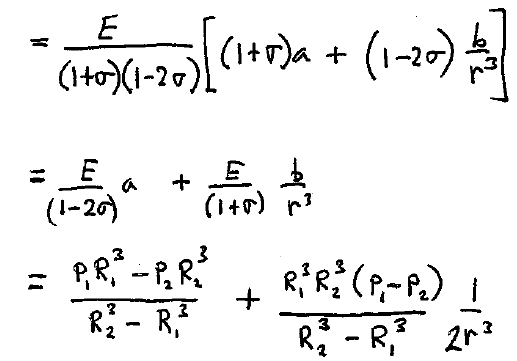 = E/((1+σ)(1-2σ)) [(1+σ)a + (1-2σ) b/r³]
= E/(1-2σ) a + E/(1+σ) b/r³
= (P₁R₁³ - P₂R₂³)/(R₂³ - R₁³) + (R₁³R₂³(P₁-P₂))/(R₂³ - R₁³) 1/(2r³)